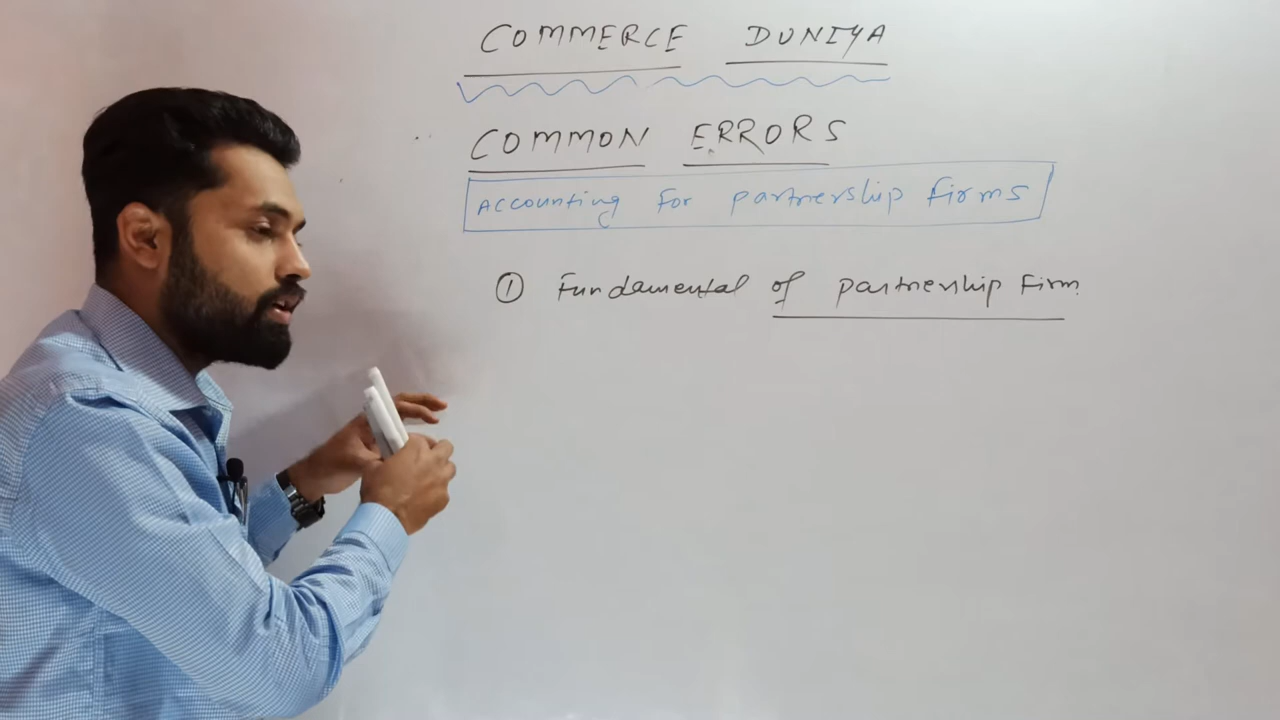 COMMERCE DUNIYA
COMMON ERRORS
Accounting for partnership firms
① Fundamental of partnership Firm